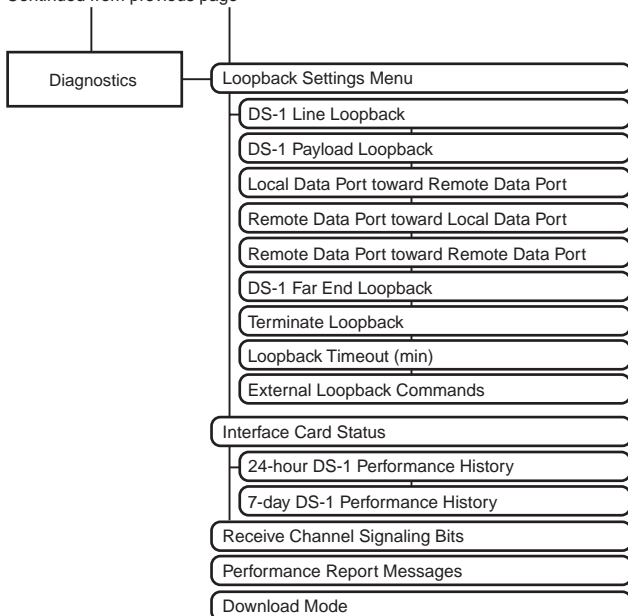 Continued from previous page
Diagnostics
Loopback Settings Menu
DS-1 Line Loopback
DS-1 Payload Loopback
Local Data Port toward Remote Data Port
Remote Data Port toward Local Data Port
Remote Data Port toward Remote Data Port
DS-1 Far End Loopback
Terminate Loopback
Loopback Timeout (min)
External Loopback Commands
Interface Card Status
24-hour DS-1 Performance History
7-day DS-1 Performance History
Receive Channel Signaling Bits
Performance Report Messages
Download Mode